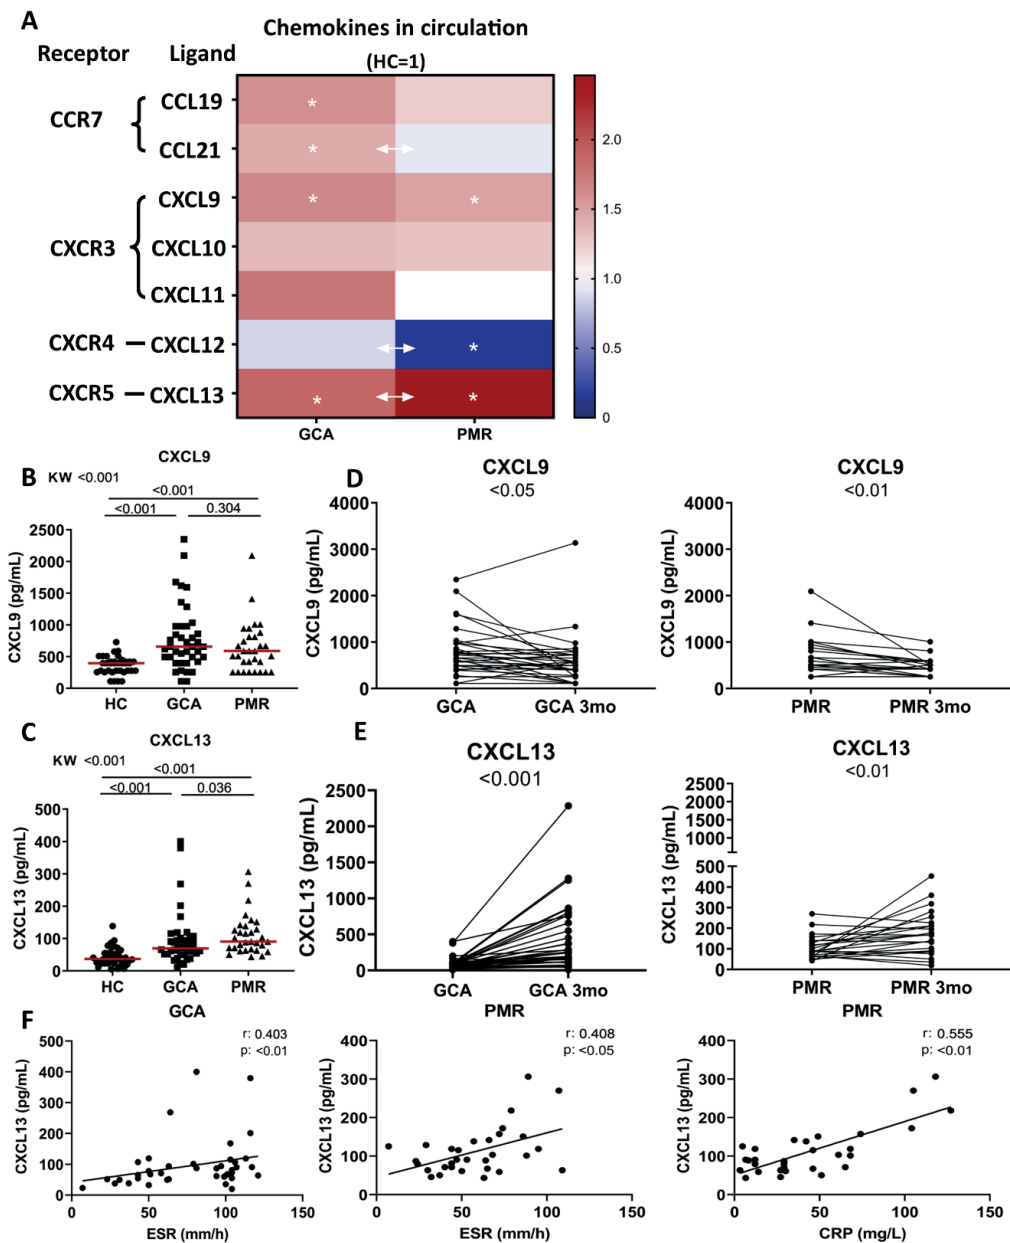 A
Chemokines in circulation
Receptor Ligand (HC=1)
CCR7 CCL19 *
CCL21 *
CXCR3 CXCL9 * *
CXCL10
CXCL11
CXCR4 CXCL12 *
CXCR5 CXCL13 * *
GCA PMR
2.0
1.5
1.0
0.5
0
B
CXCL9
KW <0.001
<0.001
<0.001 0.304
CXCL9 (pg/mL)
2500
2000
1500
1000
500
0
HC GCA PMR
D
CXCL9
<0.05
CXCL9 (pg/mL)
4000
3000
2000
1000
0
GCA GCA 3mo
CXCL9
<0.01
CXCL9 (pg/mL)
4000
3000
2000
1000
0
PMR PMR 3mo
C
CXCL13
KW <0.001
<0.001
<0.001 0.036
CXCL13 (pg/mL)
500
400
300
200
100
0
HC GCA PMR
E
CXCL13
<0.001
CXCL13 (pg/mL)
2500
2000
1500
1000
500
0
GCA GCA 3mo
CXCL13
<0.01
CXCL13 (pg/mL)
2500
2000
1500
1000
500
400
300
200
100
0
PMR PMR 3mo
F
GCA
r: 0.403
p: <0.01
CXCL13 (pg/mL)
500
400
300
200
100
0
0 50 100 150
ESR (mm/h)
PMR
r: 0.408
p: <0.05
CXCL13 (pg/mL)
400
300
200
100
0
0 50 100 150
ESR (mm/h)
PMR
r: 0.555
p: <0.01
CXCL13 (pg/mL)
400
300
200
100
0
0 50 100 150
CRP (mg/L)